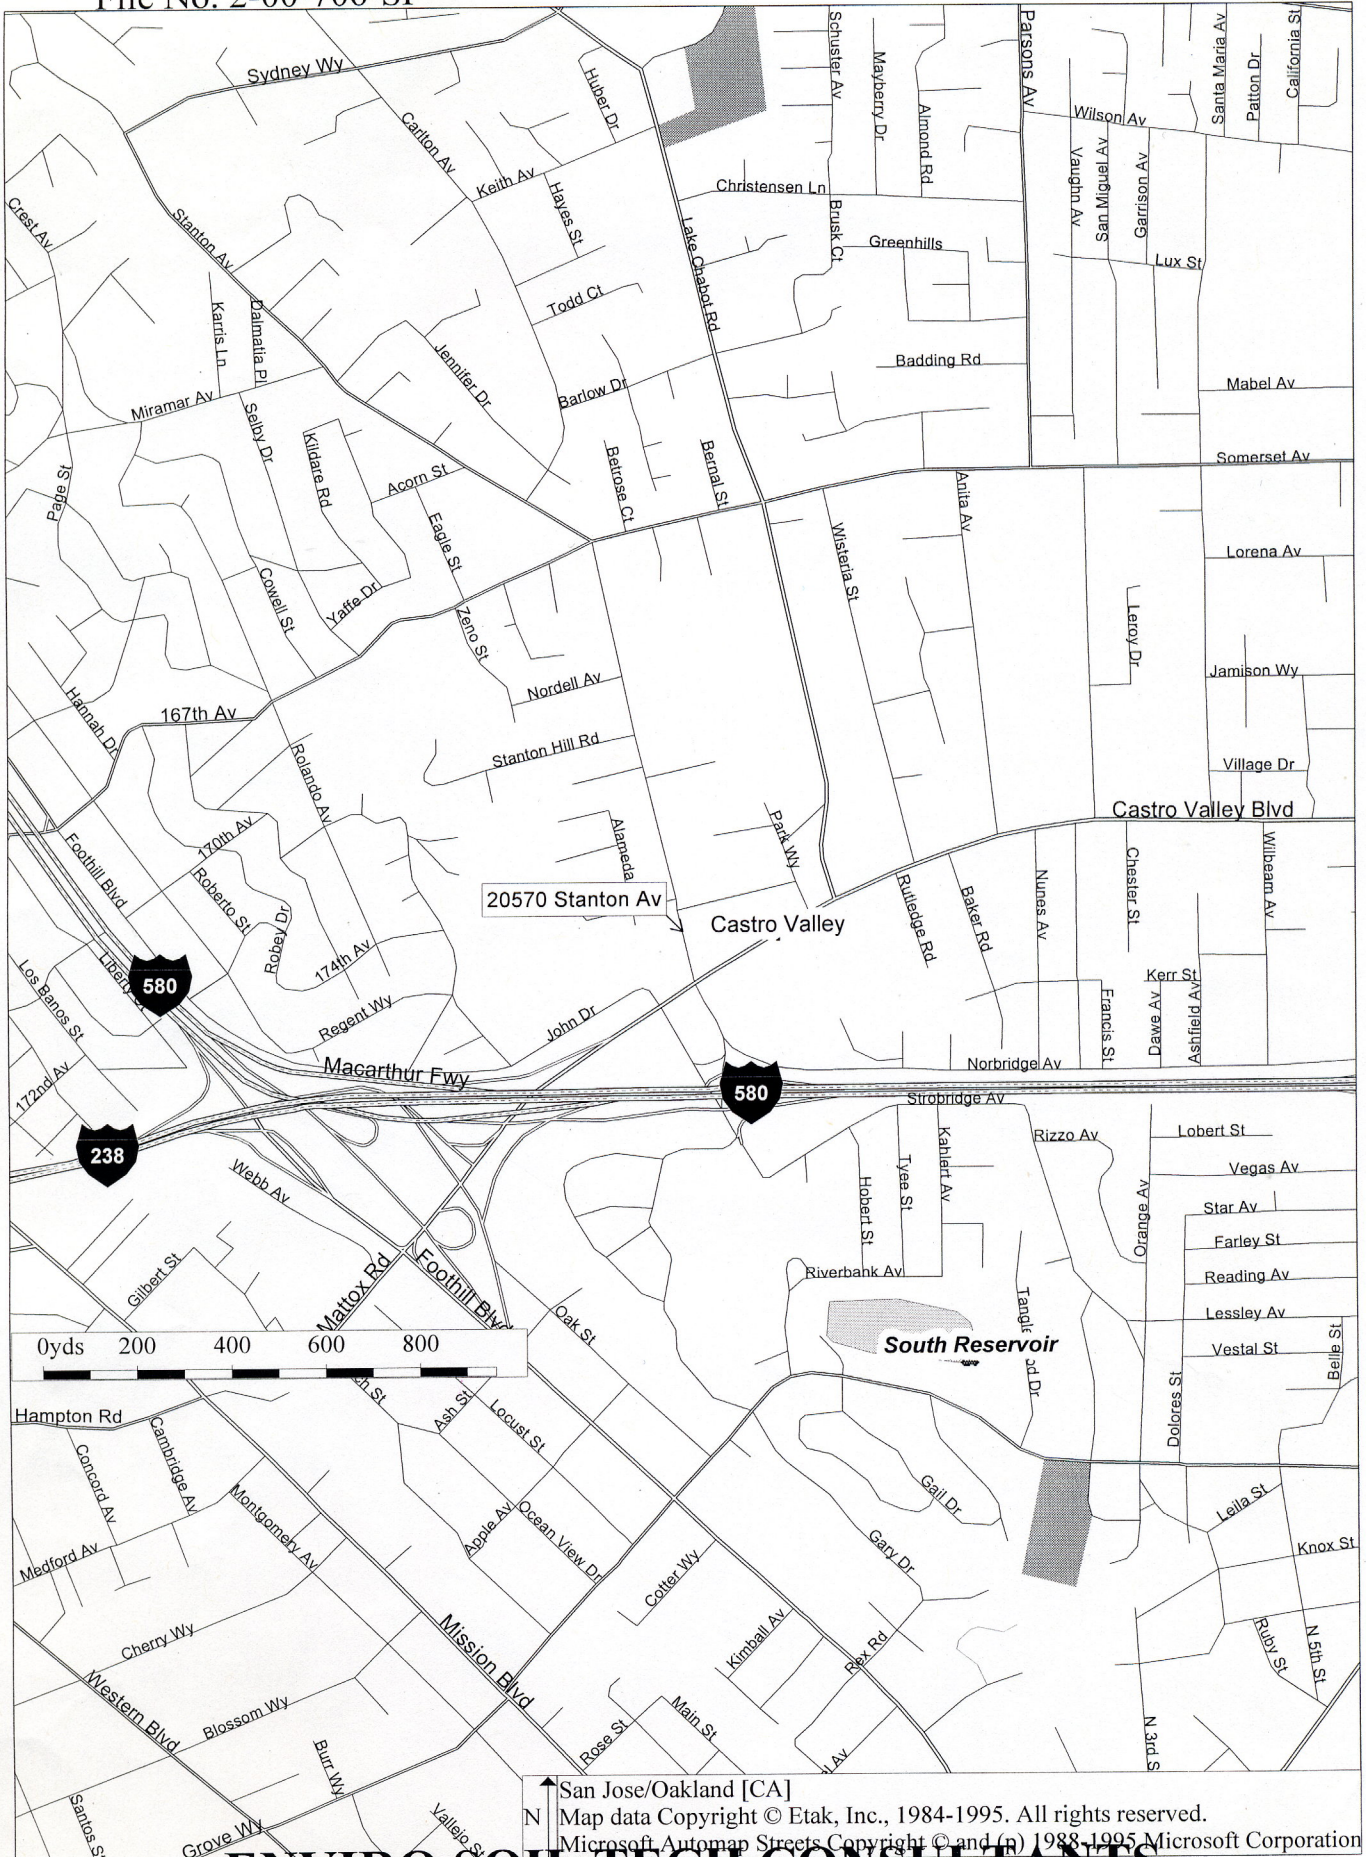 File No. 2-00-700-SI
Sydney Wy
Huber Dr
Schuster Av
Mayberry Dr
Almond Rd
Parsons Av
Santa Maria Av
Patton Dr
California St
Wilson Av
Carlton Av
Keith Av
Hayes St
Christensen Ln
Vaughn Av
San Miguel Av
Garrison Av
Crest Av
Stanton Av
Lake Chabot Rd
Brusk Ct
Greenhills
Lux St
Karris Ln
Dalmatia Pl
Todd Ct
Jennifer Dr
Badding Rd
Mabel Av
Miramar Av
Selby Dr
Barlow Dr
Kildare Rd
Acorn St
Betrose Ct
Bernal St
Somerset Av
Page St
Eagle St
Wisteria St
Anita Av
Lorena Av
Cowell St
Yaffe Dr
Zeno St
Leroy Dr
Jamison Wy
Hannah Dr
167th Av
Nordell Av
Stanton Hill Rd
Rolando Av
Village Dr
Castro Valley Blvd
Foothill Blvd
170th Av
Alameda
Park Wy
Roberto St
Robey Dr
20570 Stanton Av
Castro Valley
Rutledge Rd
Baker Rd
Nunes Av
Chester St
Wilbeam Av
174th Av
Los Banos St
Liberty
580
Regent Wy
John Dr
Francis St
Kerr St
Dawe Av
Ashfield Av
172nd Av
Macarthur Fwy
580
Norbridge Av
Strobridge Av
238
Webb Av
Rizzo Av
Lobert St
Vegas Av
Hobert St
Tyee St
Kahlert Av
Orange Av
Star Av
Farley St
Gilbert St
Mattox Rd
Foothill Blvd
Riverbank Av
Reading Av
Oak St
Lessley Av
South Reservoir
Vestal St
Belle St
0yds 200 400 600 800
Dolores St
Hampton Rd
Ash St
Locust St
Concord Av
Cambridge Av
Montgomery Av
Gail Dr
Leila St
Medford Av
Apple Av
Ocean View Dr
Gary Dr
Knox St
Cotter Wy
Cherry Wy
Mission Blvd
Kimball Av
Rex Rd
Ruby St
N 5th St
Western Blvd
Blossom Wy
Main St
Rose St
N 3rd S
Burr Wy
Santos S
Grove Wy
Vallejo St
N
San Jose/Oakland [CA]
Map data Copyright © Etak, Inc., 1984-1995. All rights reserved.
Microsoft Automap Streets Copyright © and (p) 1988-1995 Microsoft Corporation
ENVIRO SOIL TECH CONSULTANTS